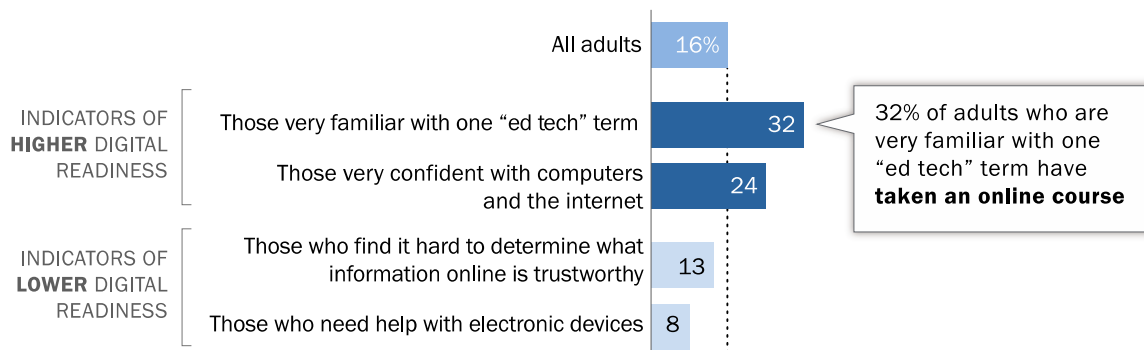 All adults 16%
INDICATORS OF
HIGHER DIGITAL
READINESS
Those very familiar with one “ed tech” term 32
Those very confident with computers
and the internet 24
32% of adults who are
very familiar with one
“ed tech” term have
taken an online course
INDICATORS OF
LOWER DIGITAL
READINESS
Those who find it hard to determine what
information online is trustworthy 13
Those who need help with electronic devices 8